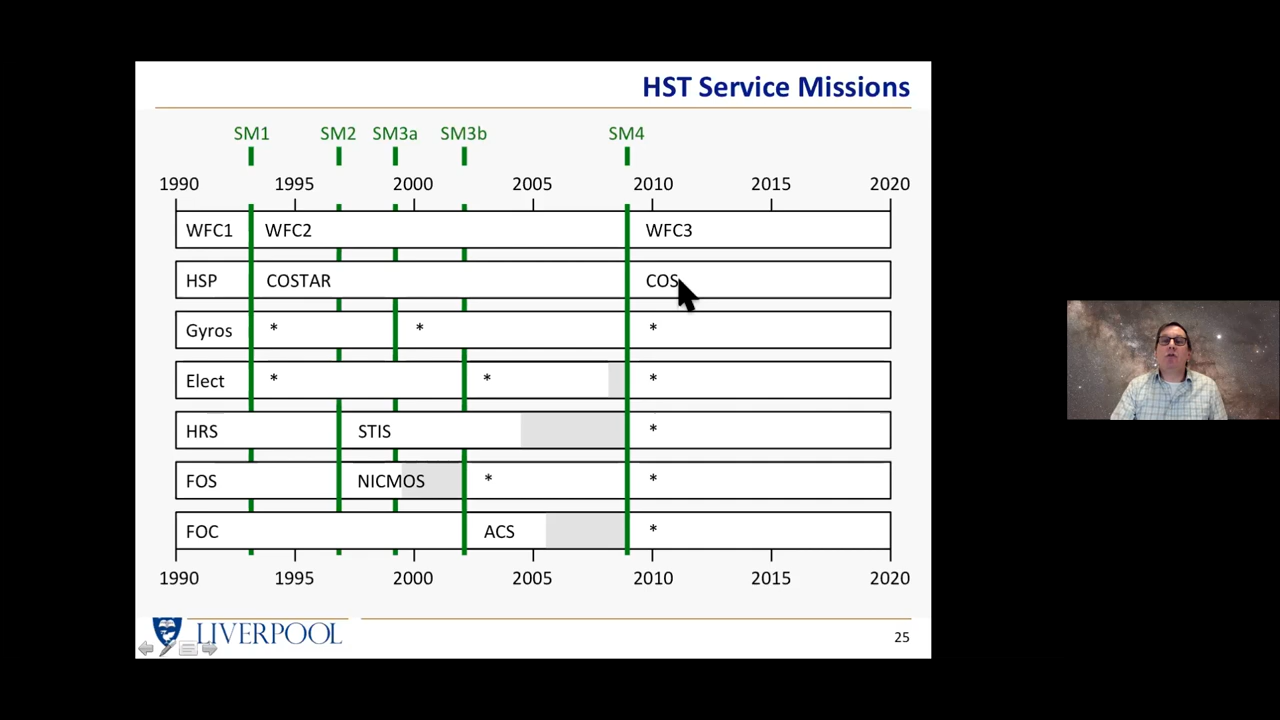 HST Service Missions
SM1 SM2 SM3a SM3b SM4
1990 1995 2000 2005 2010 2015 2020
WFC1 WFC2 WFC3
HSP COSTAR COS
Gyros * * *
Elect * * *
HRS STIS *
FOS NICMOS * *
FOC ACS *
1990 1995 2000 2005 2010 2015 2020
LIVERPOOL
25